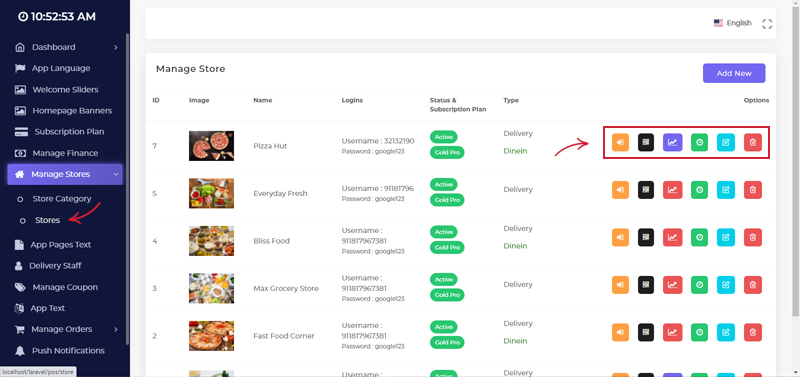 10:52:53 AM
Dashboard
App Language
Welcome Sliders
Homepage Banners
Subscription Plan
Manage Finance
Manage Stores
Store Category
Stores
App Pages Text
Delivery Staff
Manage Coupon
App Text
Manage Orders
Push Notifications
localhost/laravel/pos/store
English
Manage Store
Add New
ID Image Name Logins Status & Subscription Plan Type Options
7 Pizza Hut Username : 32132190 Password : google123 Active Gold Pro Delivery Dinein
5 Everyday Fresh Username : 91181796 Password : google123 Active Gold Pro Delivery
4 Bliss Food Username : 911817967381 Password : google123 Active Gold Pro Delivery Dinein
3 Max Grocery Store Username : 911817967381 Password : google123 Active Gold Pro Delivery
2 Fast Food Corner Username : 911817967381 Password : google123 Active Gold Pro Delivery Dinein
Active